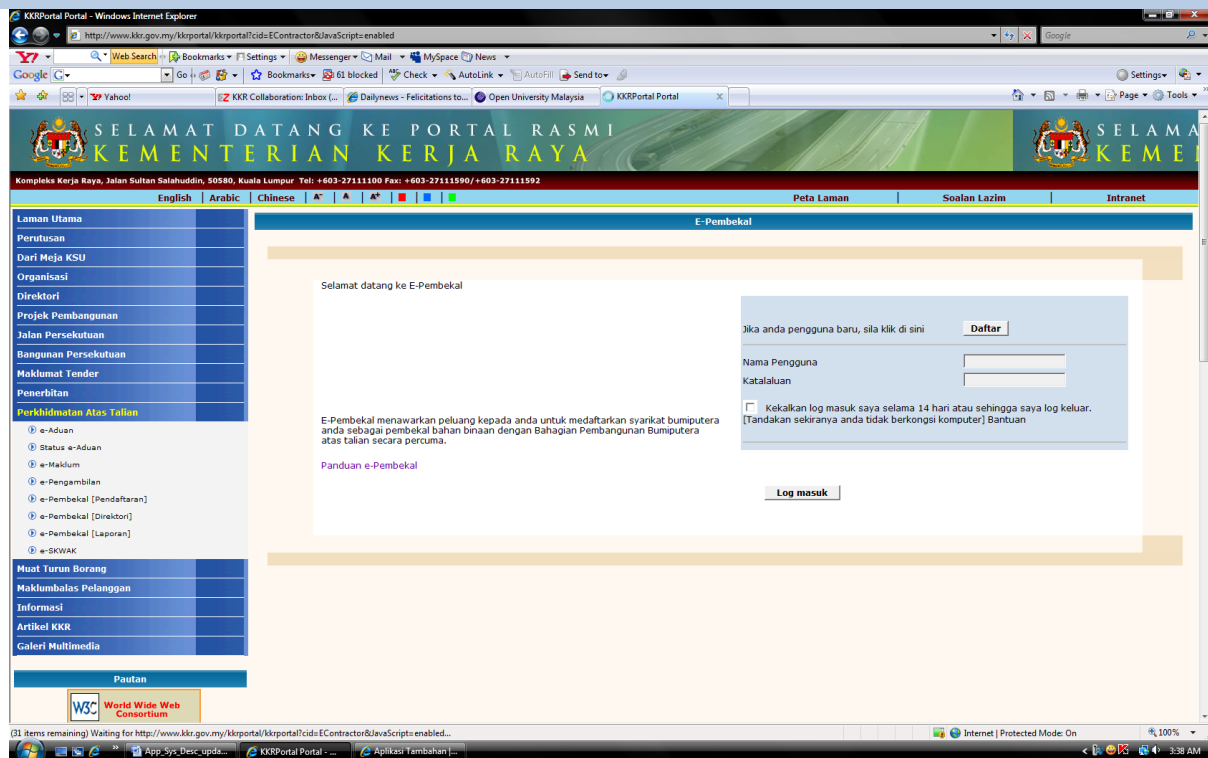 KKRPortal Portal - Windows Internet Explorer
http://www.kkr.gov.my/kkrportal/kkrportal?cid=EContractor&JavaScript=enabled
Google
Web Search Bookmarks Settings Messenger Mail MySpace News
Google G Go Bookmarks 61 blocked Check AutoLink AutoFill Send to Settings
Yahoo! KKR Collaboration: Inbox (... Dailynews - Felicitations to... Open University Malaysia KKRPortal Portal Page Tools
SELAMAT DATANG KE PORTAL RASMI
KEMENTERIAN KERJA RAYA
SELAMA
KEME
Kompleks Kerja Raya, Jalan Sultan Salahuddin, 50580, Kuala Lumpur Tel: +603-27111100 Fax: +603-27111590/+603-27111592
English | Arabic | Chinese | A- | A | A+ | Peta Laman | Soalan Lazim | Intranet
Laman Utama
Perutusan
Dari Meja KSU
Organisasi
Direktori
Projek Pembangunan
Jalan Persekutuan
Bangunan Persekutuan
Maklumat Tender
Penerbitan
Perkhidmatan Atas Talian
e-Aduan
Status e-Aduan
e-Maklum
e-Pengambilan
e-Pembekal [Pendaftaran]
e-Pembekal [Direktori]
e-Pembekal [Laporan]
e-SKWAK
Muat Turun Borang
Maklumbalas Pelanggan
Informasi
Artikel KKR
Galeri Multimedia
Pautan
W3C World Wide Web
Consortium
E-Pembekal
Selamat datang ke E-Pembekal
E-Pembekal menawarkan peluang kepada anda untuk medaftarkan syarikat bumiputera
anda sebagai pembekal bahan binaan dengan Bahagian Pembangunan Bumiputera
atas talian secara percuma.
Panduan e-Pembekal
Jika anda pengguna baru, sila klik di sini Daftar
Nama Pengguna
Katalaluan
Kekalkan log masuk saya selama 14 hari atau sehingga saya log keluar.
[Tandakan sekiranya anda tidak berkongsi komputer] Bantuan
Log masuk
(31 items remaining) Waiting for http://www.kkr.gov.my/kkrportal/kkrportal?cid=EContractor&JavaScript=enabled... Internet | Protected Mode: On 100%
App_Sys_Desc_upda... KKRPortal Portal - ... Aplikasi Tambahan |... 3:38 AM